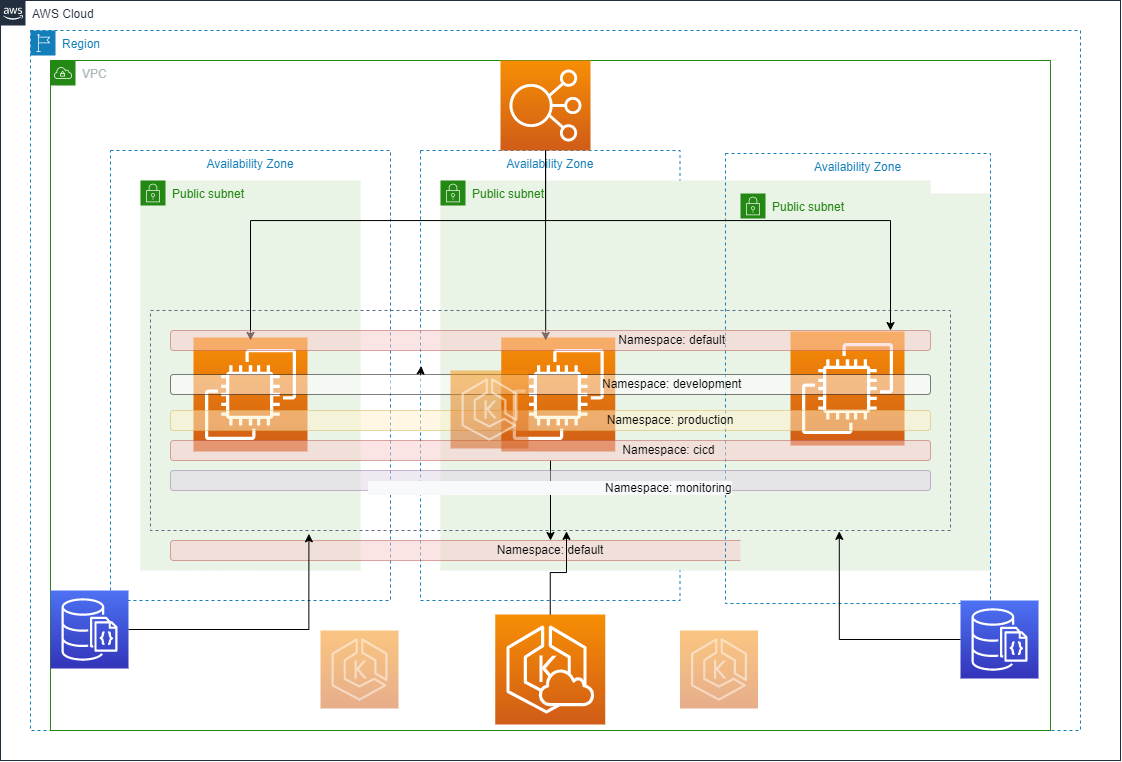 aws
AWS Cloud
Region
VPC
Availability Zone
Availability Zone
Availability Zone
Public subnet
Public subnet
Public subnet
Namespace: default
Namespace: development
K
Namespace: production
Namespace: cicd
Namespace: monitoring
Namespace: default
{}
{}
K
K
K